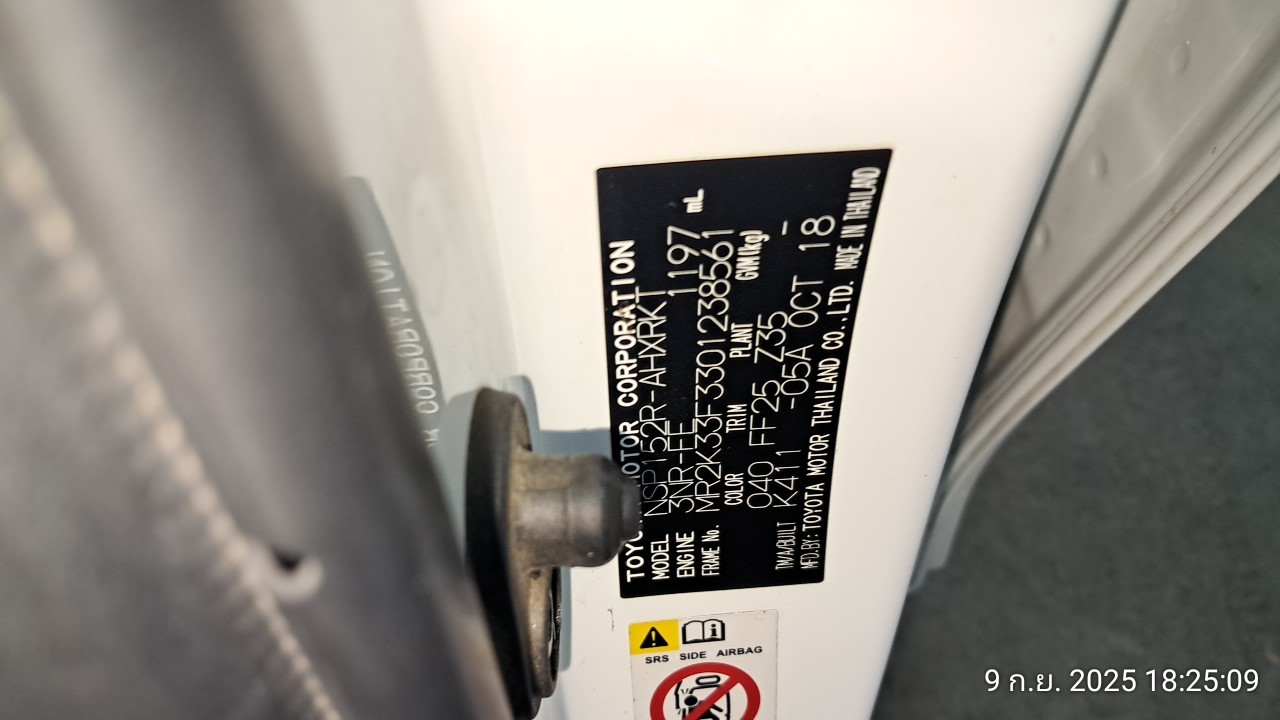 TOYOTA MOTOR CORPORATION
MODEL NSP152R-AHXRKT
ENGINE 3NR-FE 1197 mL
FRAME No. MR2K33F3301238561
COLOR TRIM PLANT GVM(kg)
040 FF25 Z35 -
TM/A/BUILT K411 -05A OCT 18
MFD.BY:TOYOTA MOTOR THAILAND CO.,LTD. MADE IN THAILAND
SRS SIDE AIRBAG
9 ก.ย. 2025 18:25:09